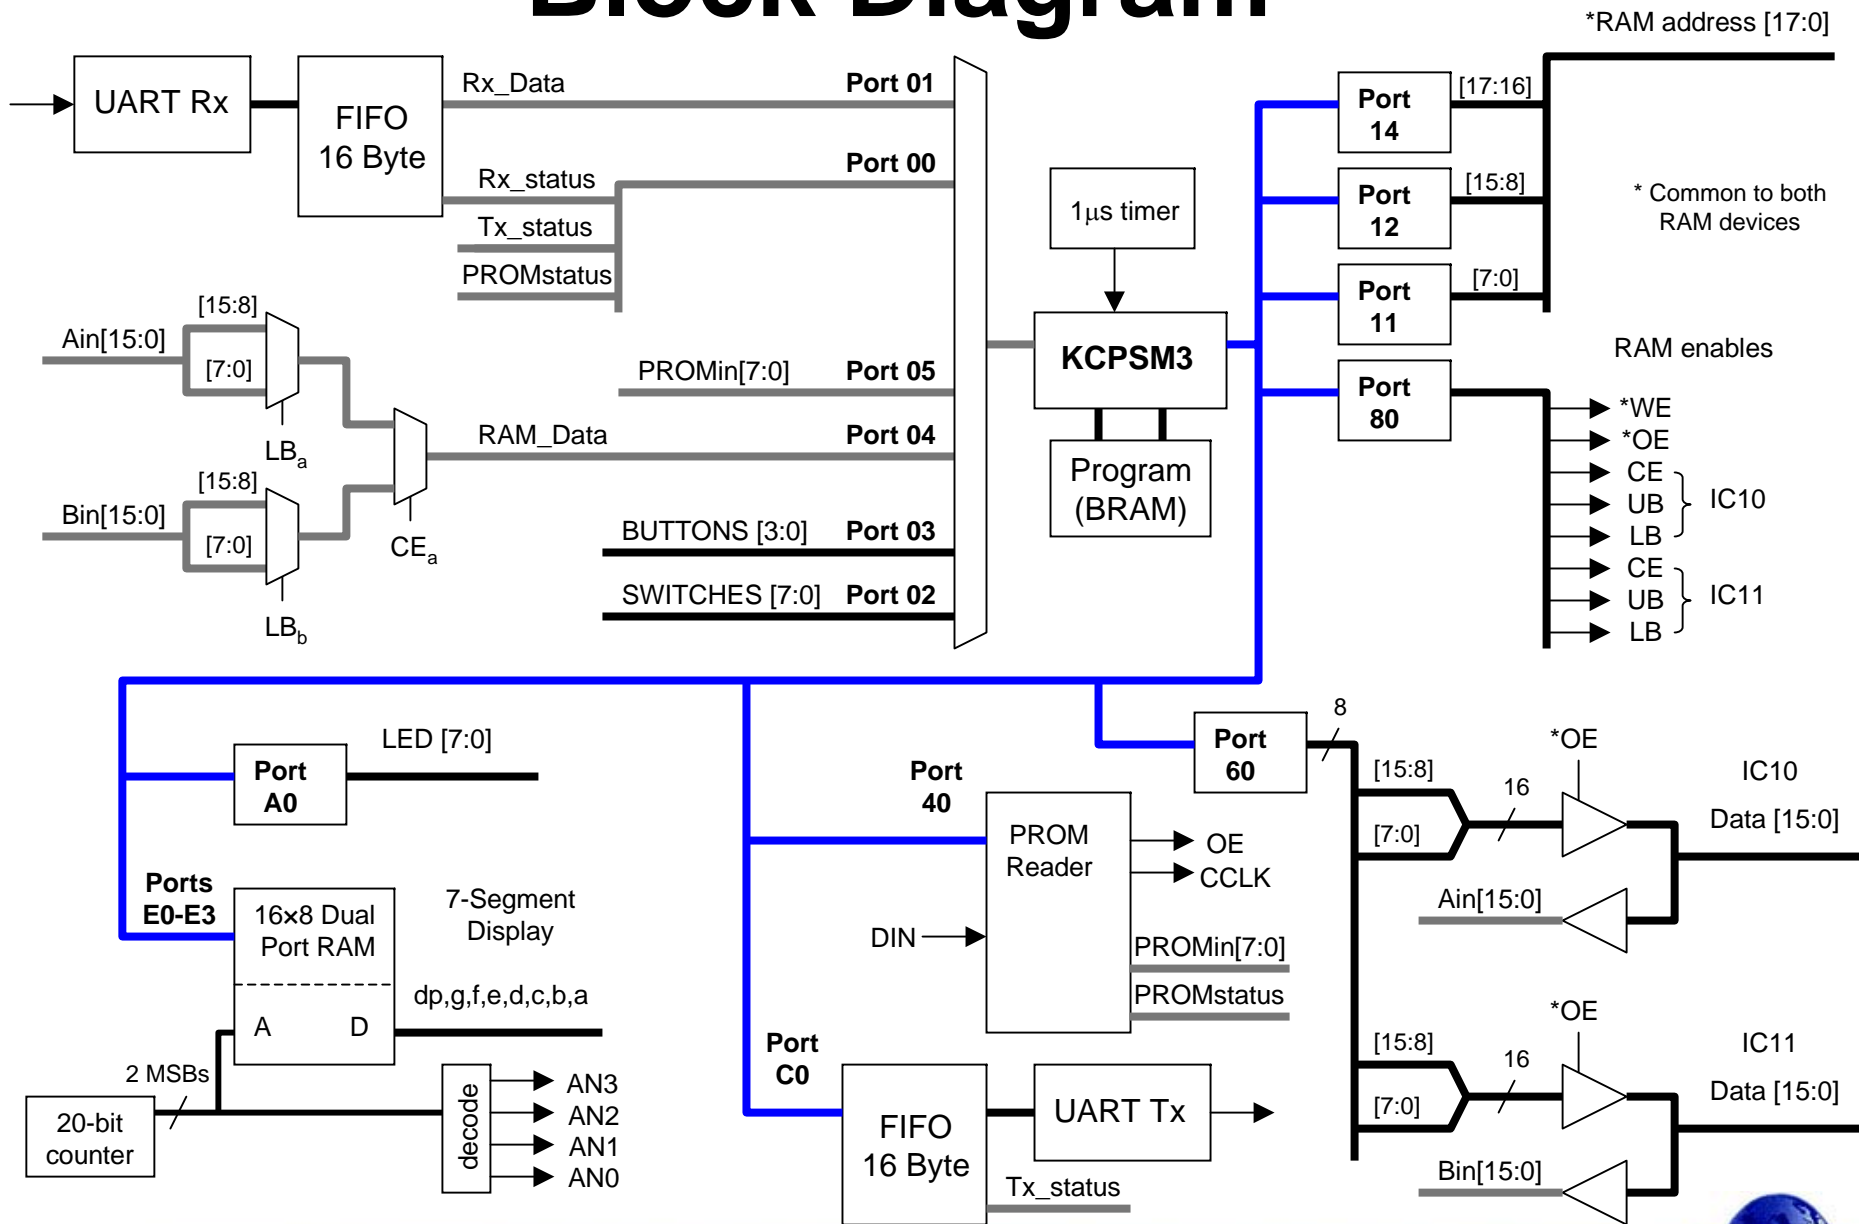 Block Diagram
*RAM address [17:0]
UART Rx
FIFO
16 Byte
Rx_Data
Port 01
Port 00
Rx_status
Tx_status
PROMstatus
1µs timer
Port
14
[17:16]
Port
12
[15:8]
* Common to both
RAM devices
Port
11
[7:0]
Ain[15:0]
[15:8]
[7:0]
LBa
Bin[15:0]
[15:8]
[7:0]
LBb
CEa
PROMin[7:0]
Port 05
RAM_Data
Port 04
BUTTONS [3:0]
Port 03
SWITCHES [7:0]
Port 02
KCPSM3
Program
(BRAM)
Port
80
RAM enables
*WE
*OE
CE
UB
LB
IC10
CE
UB
LB
IC11
Port
A0
LED [7:0]
Ports
E0-E3
16×8 Dual
Port RAM
A
D
7-Segment
Display
dp,g,f,e,d,c,b,a
2 MSBs
20-bit
counter
decode
AN3
AN2
AN1
AN0
Port
40
PROM
Reader
OE
CCLK
DIN
PROMin[7:0]
PROMstatus
Port
C0
FIFO
16 Byte
UART Tx
Tx_status
Port
60
8
[15:8]
[7:0]
16
*OE
IC10
Data [15:0]
Ain[15:0]
[15:8]
[7:0]
16
*OE
IC11
Data [15:0]
Bin[15:0]